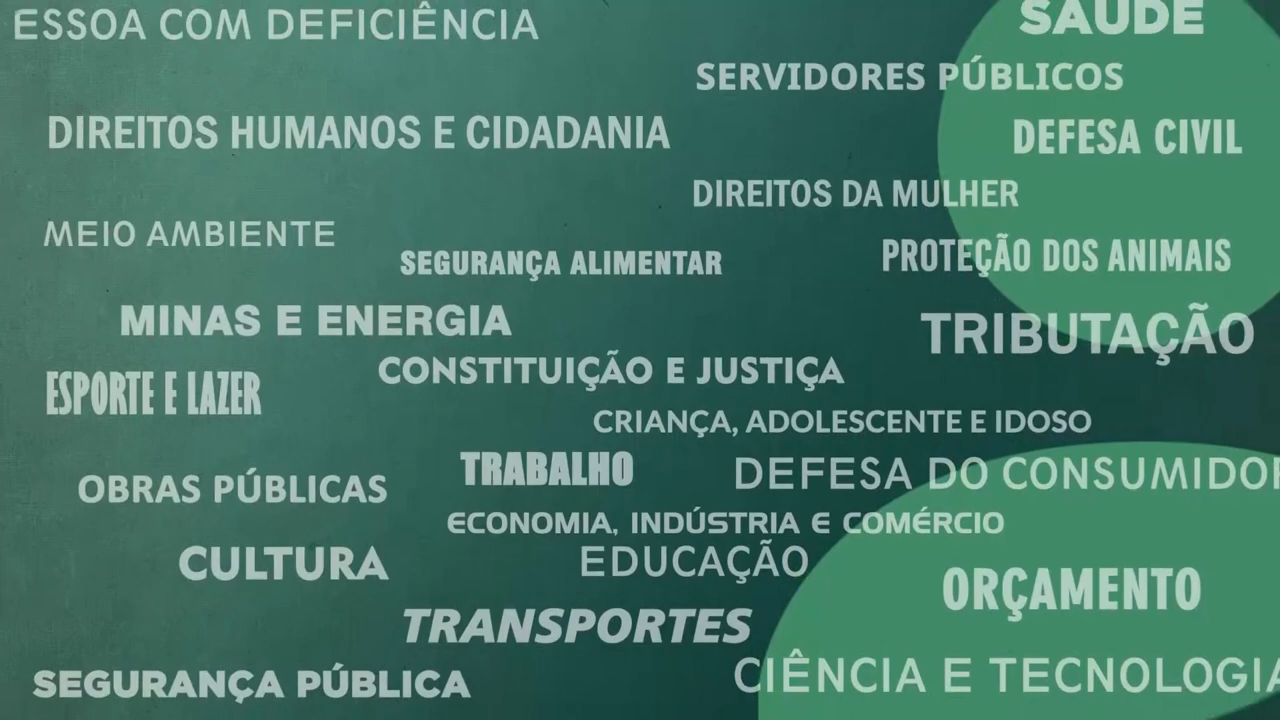 ESSOA COM DEFICIÊNCIA
SAÚDE
SERVIDORES PÚBLICOS
DIREITOS HUMANOS E CIDADANIA
DEFESA CIVIL
DIREITOS DA MULHER
MEIO AMBIENTE
SEGURANÇA ALIMENTAR
PROTEÇÃO DOS ANIMAIS
MINAS E ENERGIA
TRIBUTAÇÃO
CONSTITUIÇÃO E JUSTIÇA
ESPORTE E LAZER
CRIANÇA, ADOLESCENTE E IDOSO
TRABALHO
DEFESA DO CONSUMIDOR
OBRAS PÚBLICAS
ECONOMIA, INDÚSTRIA E COMÉRCIO
CULTURA
EDUCAÇÃO
ORÇAMENTO
TRANSPORTES
CIÊNCIA E TECNOLOGIA
SEGURANÇA PÚBLICA